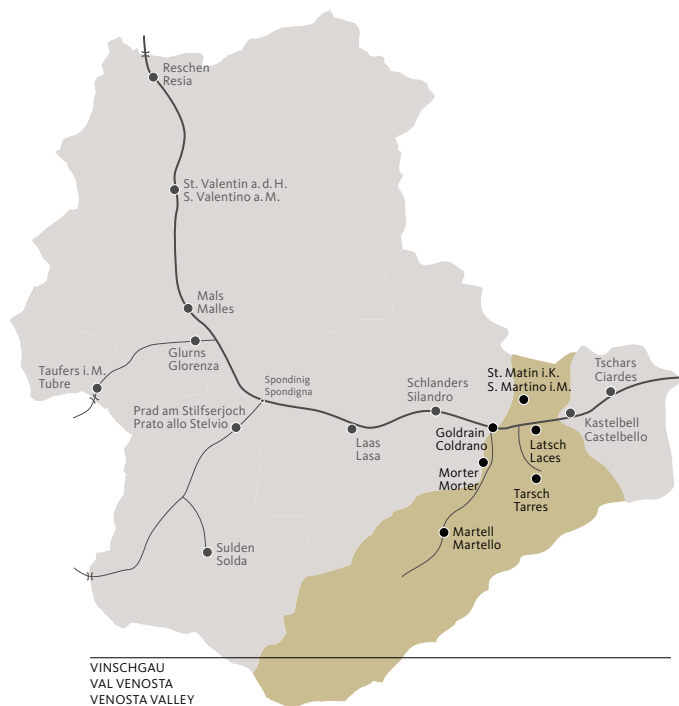 Reschen
Resia
St. Valentin a.d.H.
S. Valentino a.M.
Mals
Malles
Glurns
Glorenza
Taufers i.M.
Tubre
Spondinig
Spondigna
Prad am Stilfserjoch
Prato allo Stelvio
Laas
Lasa
Schlanders
Silandro
St. Matin i.K.
S. Martino i.M.
Tschars
Ciardes
Kastelbell
Castelbello
Goldrain
Coldrano
Latsch
Laces
Morter
Morter
Tarsch
Tarres
Martell
Martello
Sulden
Solda
VINSCHGAU
VAL VENOSTA
VENOSTA VALLEY